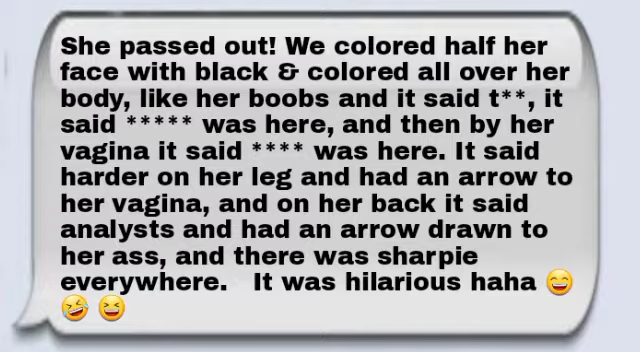 She passed out! We colored half her
face with black & colored all over her
body, like her boobs and it said t**, it
said ***** was here, and then by her
vagina it said **** was here. It said
harder on her leg and had an arrow to
her vagina, and on her back it said
analysts and had an arrow drawn to
her ass, and there was sharpie
everywhere. It was hilarious haha 😄
🤣 😆